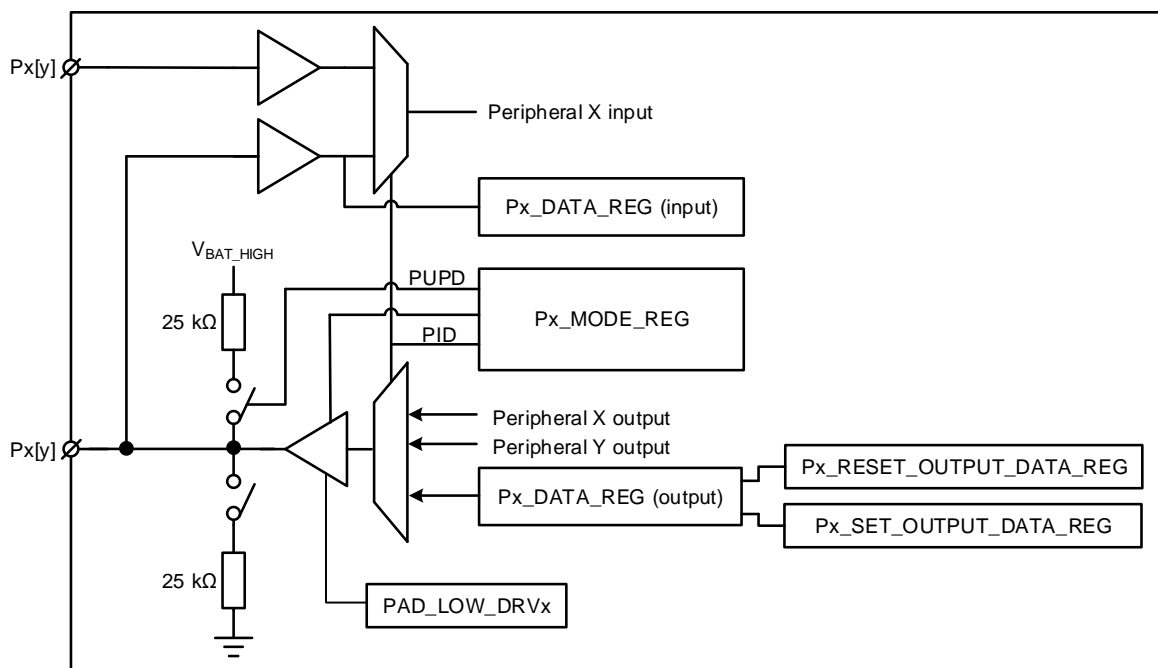 Px[y]
Peripheral X input
Px_DATA_REG (input)
VBAT_HIGH
PUPD
25 kΩ
Px_MODE_REG
PID
Peripheral X output
Px[y]
Peripheral Y output
Px_RESET_OUTPUT_DATA_REG
Px_DATA_REG (output)
Px_SET_OUTPUT_DATA_REG
25 kΩ
PAD_LOW_DRVx